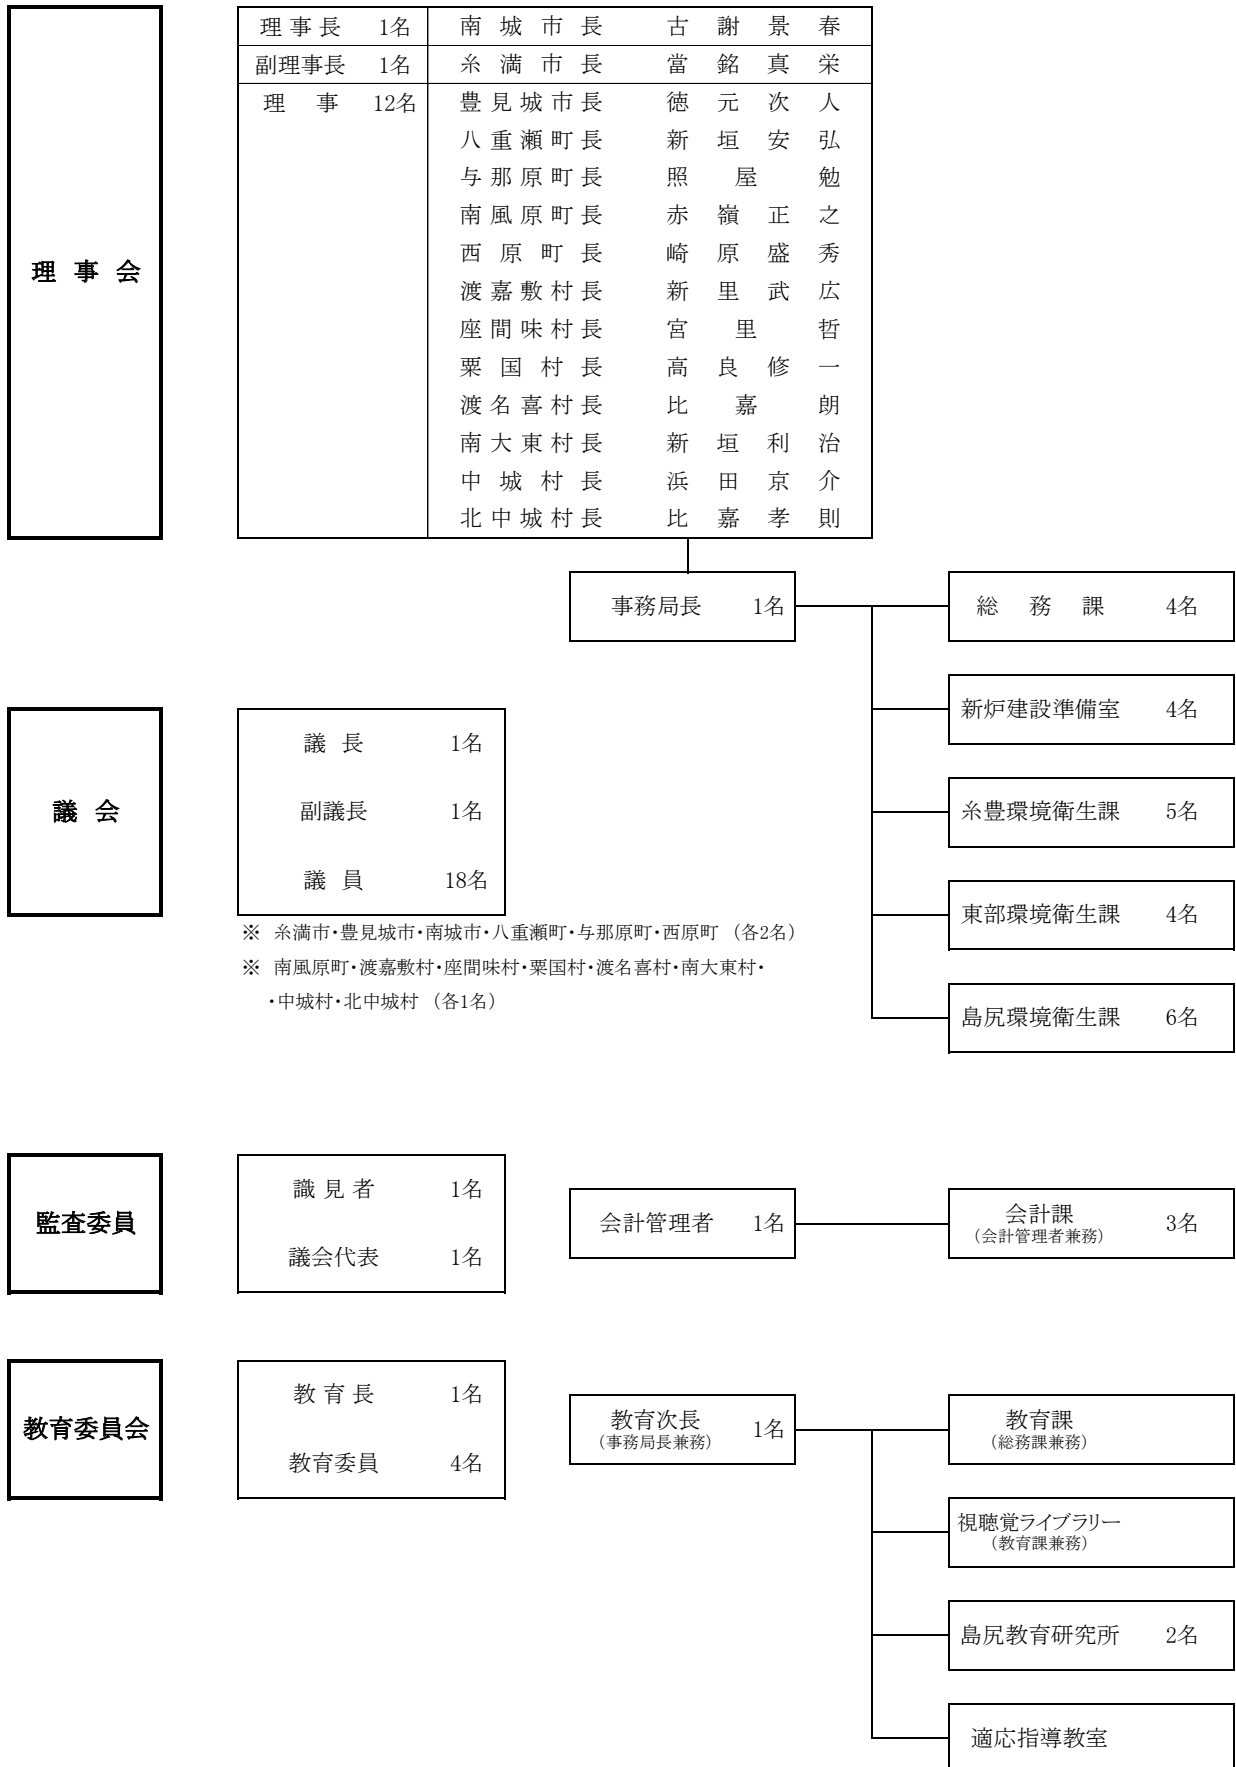 理事会
理事長 1名 南城市長 古謝景春
副理事長 1名 糸満市長 當銘真栄
理事 12名 豊見城市長 徳元次人
八重瀬町長 新垣安弘
与那原町長 照屋勉
南風原町長 赤嶺正之
西原町長 崎原盛秀
渡嘉敷村長 新里武広
座間味村長 宮里哲
粟国村長 高良修一
渡名喜村長 比嘉朗
南大東村長 新垣利治
中城村長 浜田京介
北中城村長 比嘉孝則
事務局長 1名
総務課 4名
新炉建設準備室 4名
糸豊環境衛生課 5名
東部環境衛生課 4名
島尻環境衛生課 6名
議会
議長 1名
副議長 1名
議員 18名
※ 糸満市・豊見城市・南城市・八重瀬町・与那原町・西原町 （各2名）
※ 南風原町・渡嘉敷村・座間味村・粟国村・渡名喜村・南大東村・
・中城村・北中城村 （各1名）
監査委員
識見者 1名
議会代表 1名
会計管理者 1名
会計課 3名
（会計管理者兼務）
教育委員会
教育長 1名
教育委員 4名
教育次長 1名
（事務局長兼務）
教育課
（総務課兼務）
視聴覚ライブラリー
（教育課兼務）
島尻教育研究所 2名
適応指導教室